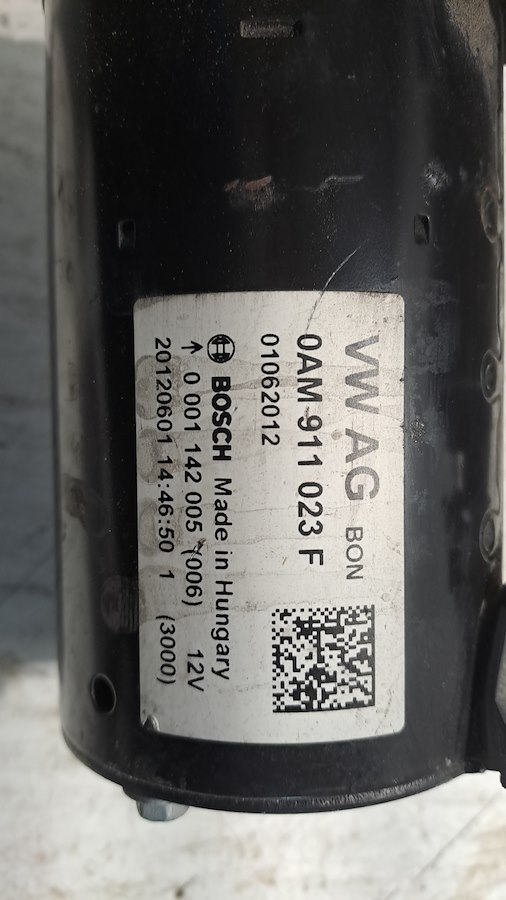 VW AG BON
0AM 911 023 F
01062012
BOSCH Made in Hungary
↑ 0 001 142 005 (006) 12V
20120601 14:46:50 1 (3000)